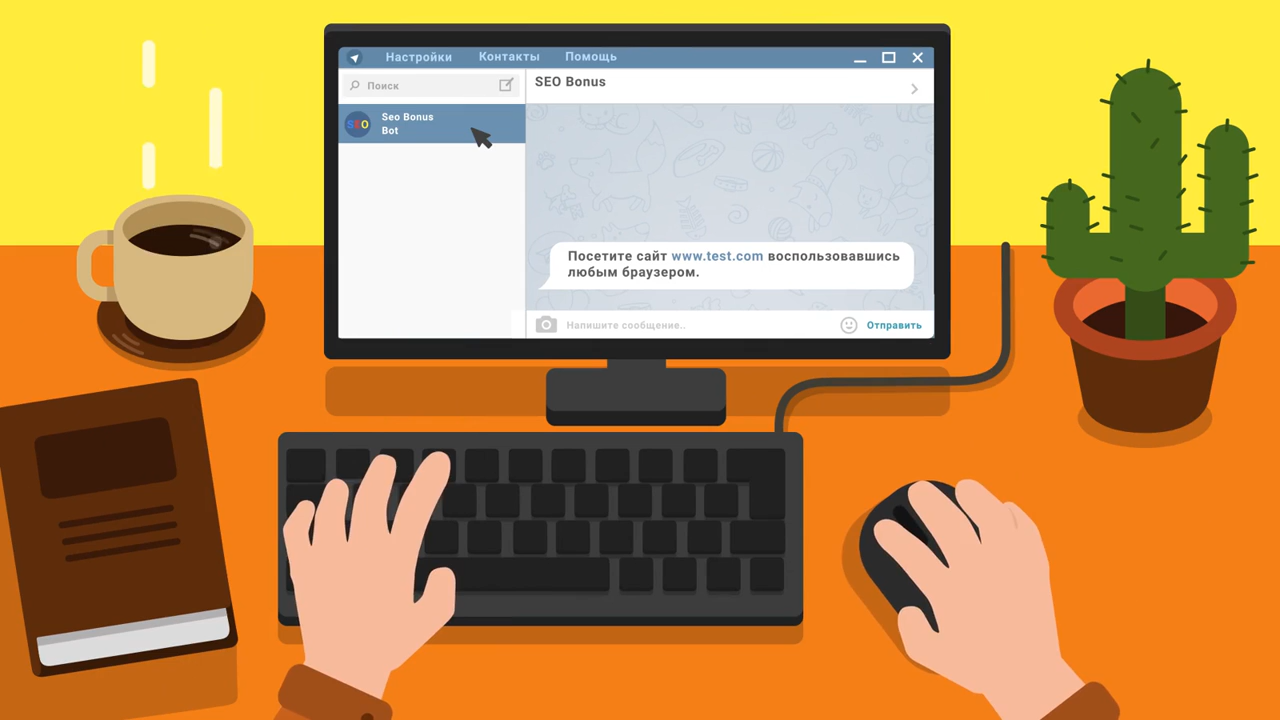 Настройки Контакты Помощь
Поиск
SEO Bonus
SEO
Seo Bonus
Bot
Посетите сайт www.test.com воспользовавшись
любым браузером.
Напишите сообщение..
Отправить